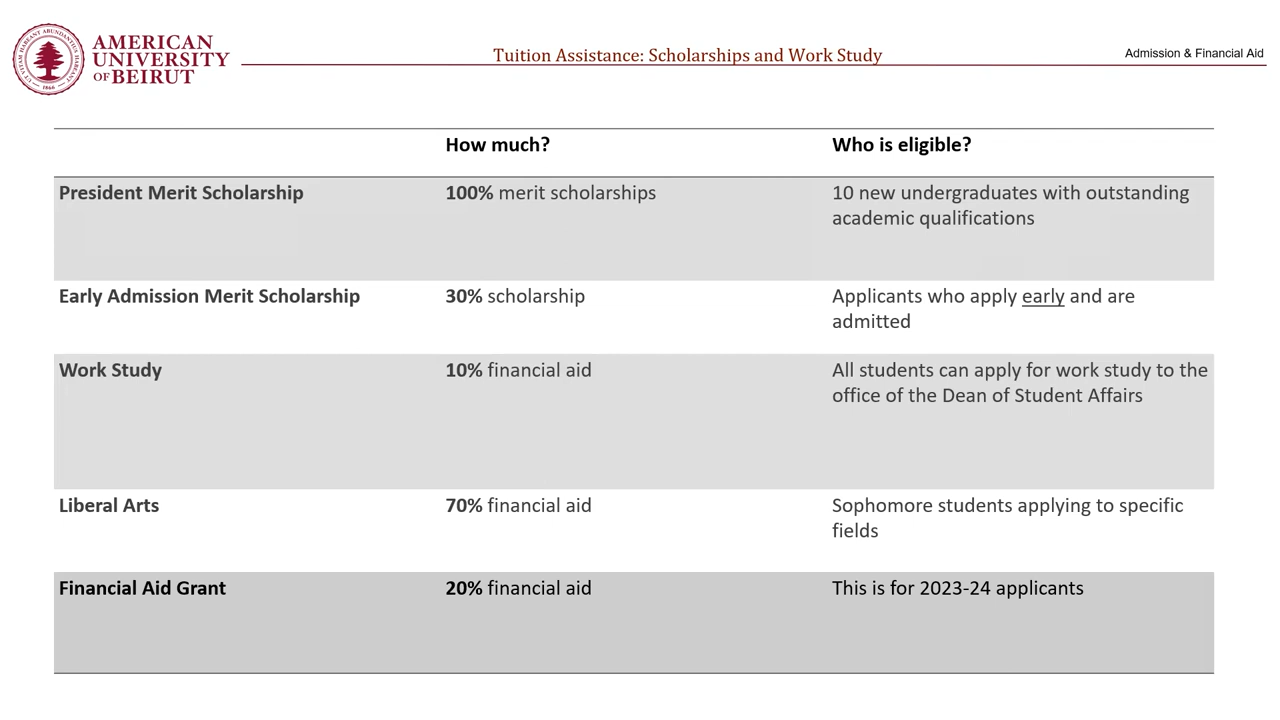 AMERICAN
UNIVERSITY
OF BEIRUT
Tuition Assistance: Scholarships and Work Study
Admission & Financial Aid
1866
How much?
Who is eligible?
President Merit Scholarship
100% merit scholarships
10 new undergraduates with outstanding
academic qualifications
Early Admission Merit Scholarship
30% scholarship
Applicants who apply early and are
admitted
Work Study
10% financial aid
All students can apply for work study to the
office of the Dean of Student Affairs
Liberal Arts
70% financial aid
Sophomore students applying to specific
fields
Financial Aid Grant
20% financial aid
This is for 2023-24 applicants